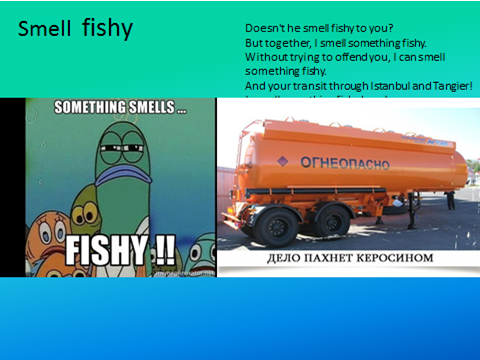 Smell fishy
Doesn't he smell fishy to you?
But together, I smell something fishy.
Without trying to offend you, I can smell
something fishy.
And your transit through Istanbul and Tangier!
SOMETHING SMELLS ...
FISHY !!
ОГНЕОПАСНО
ДЕЛО ПАХНЕТ КЕРОСИНОМ